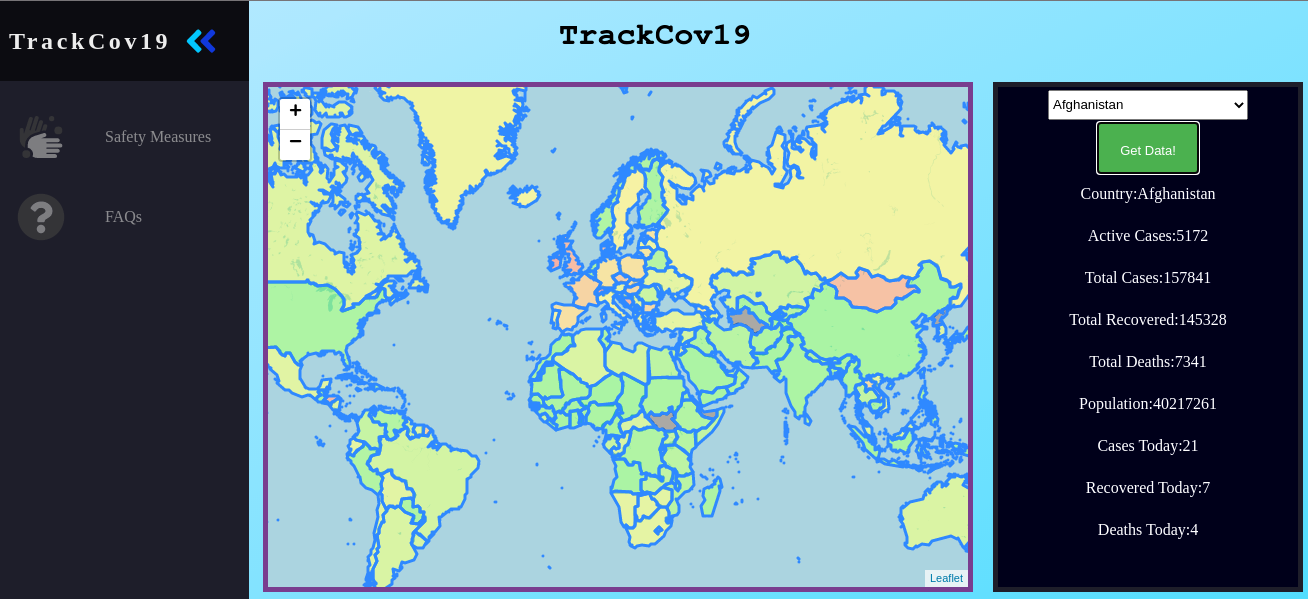 TrackCov19
Safety Measures
FAQs
TrackCov19
+
−
Leaflet
Afghanistan
Get Data!
Country:Afghanistan
Active Cases:5172
Total Cases:157841
Total Recovered:145328
Total Deaths:7341
Population:40217261
Cases Today:21
Recovered Today:7
Deaths Today:4